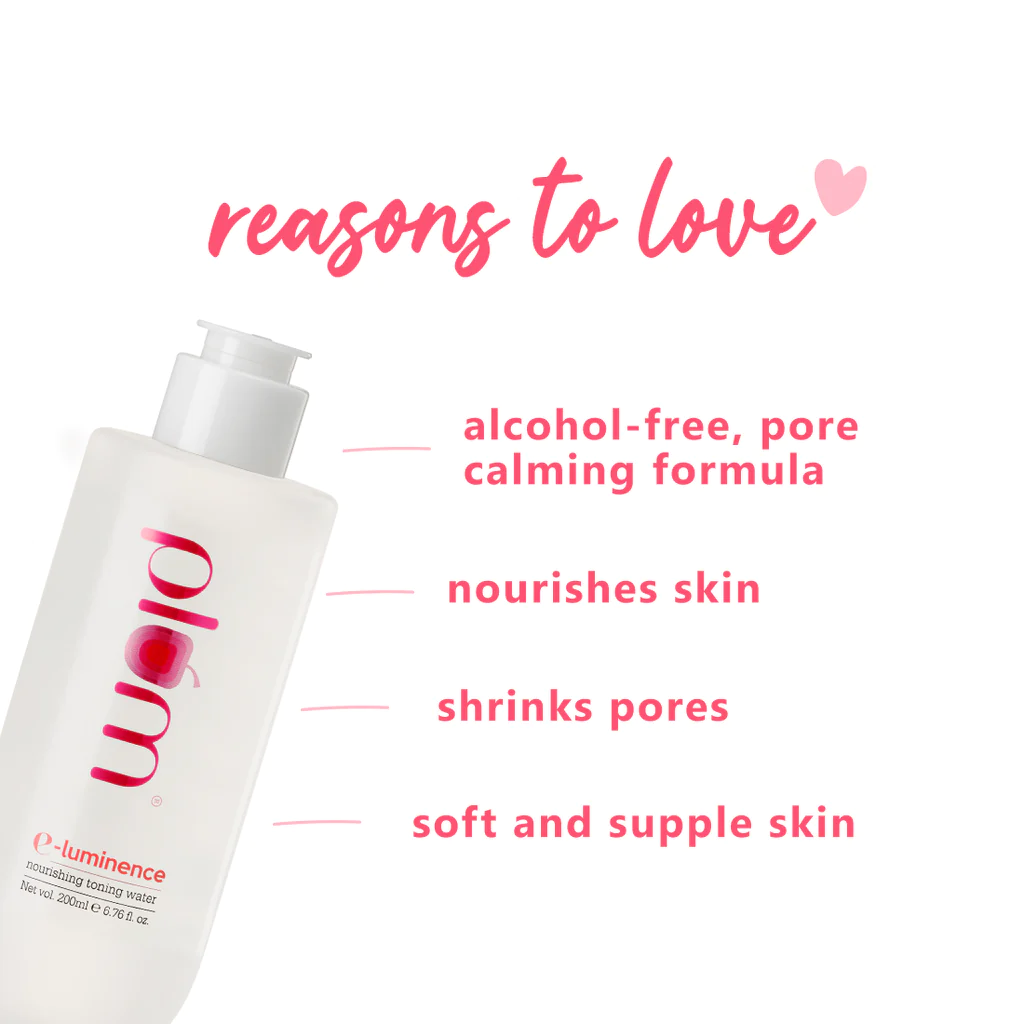 reasons to love
alcohol-free, pore
calming formula
nourishes skin
shrinks pores
soft and supple skin
plum
®
e-luminence
nourishing toning water
Net vol. 200ml ℮ 6.76 fl. oz.